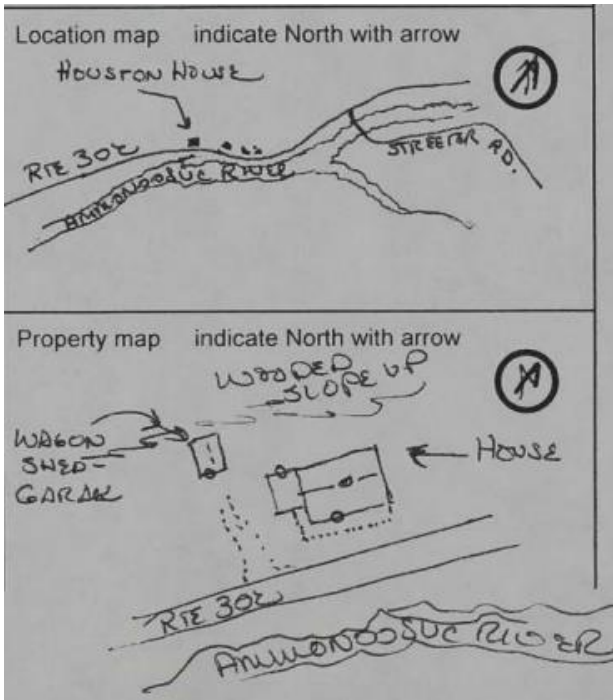 Location map indicate North with arrow
HOUSTON HOUSE
RTE 302
AMMONOOSUC RIVER
STREETER RD.
Property map indicate North with arrow
WOODED
SLOPE UP
WAGON
SHED-
GARAGE
HOUSE
RTE 302
AMMONOOSUC RIVER